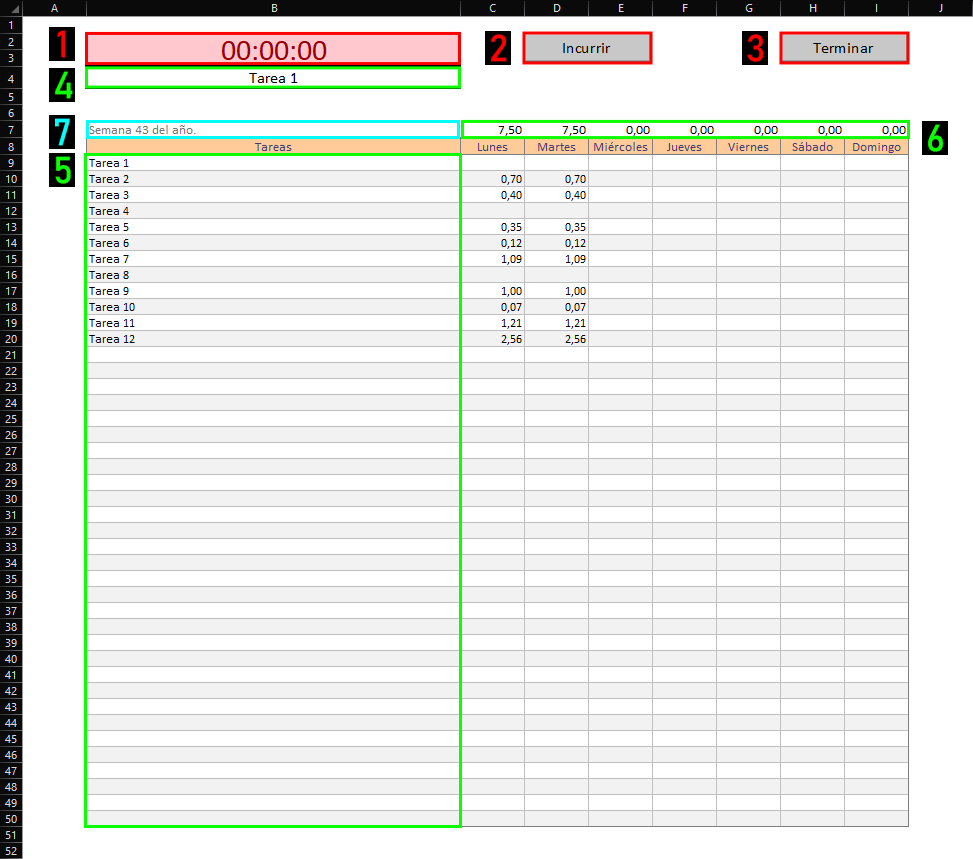 A B C D E F G H I J
1
2 1 00:00:00 2 Incurrir 3 Terminar
3
4 4 Tarea 1
5
6
7 7 Semana 43 del año. 7,50 7,50 0,00 0,00 0,00 0,00 0,00 6
8 Tareas Lunes Martes Miércoles Jueves Viernes Sábado Domingo
9 5 Tarea 1
10 Tarea 2 0,70 0,70
11 Tarea 3 0,40 0,40
12 Tarea 4
13 Tarea 5 0,35 0,35
14 Tarea 6 0,12 0,12
15 Tarea 7 1,09 1,09
16 Tarea 8
17 Tarea 9 1,00 1,00
18 Tarea 10 0,07 0,07
19 Tarea 11 1,21 1,21
20 Tarea 12 2,56 2,56
21
22
23
24
25
26
27
28
29
30
31
32
33
34
35
36
37
38
39
40
41
42
43
44
45
46
47
48
49
50
51
52